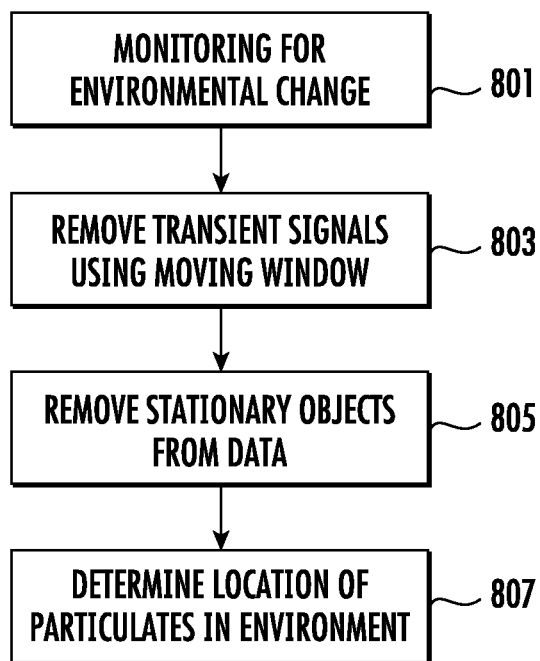 MONITORING FOR
ENVIRONMENTAL CHANGE
801
REMOVE TRANSIENT SIGNALS
USING MOVING WINDOW
803
REMOVE STATIONARY OBJECTS
FROM DATA
805
DETERMINE LOCATION OF
PARTICULATES IN ENVIRONMENT
807